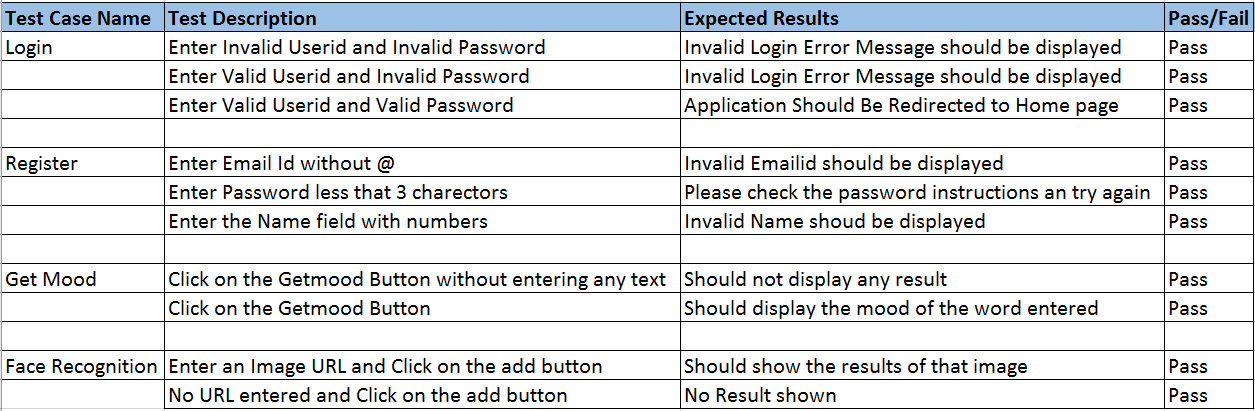 Test Case Name Test Description Expected Results Pass/Fail
Login Enter Invalid Userid and Invalid Password Invalid Login Error Message should be displayed Pass
Enter Valid Userid and Invalid Password Invalid Login Error Message should be displayed Pass
Enter Valid Userid and Valid Password Application Should Be Redirected to Home page Pass
Register Enter Email Id without @ Invalid Emailid should be displayed Pass
Enter Password less that 3 charectors Please check the password instructions an try again Pass
Enter the Name field with numbers Invalid Name shoud be displayed Pass
Get Mood Click on the Getmood Button without entering any text Should not display any result Pass
Click on the Getmood Button Should display the mood of the word entered Pass
Face Recognition Enter an Image URL and Click on the add button Should show the results of that image Pass
No URL entered and Click on the add button No Result shown Pass